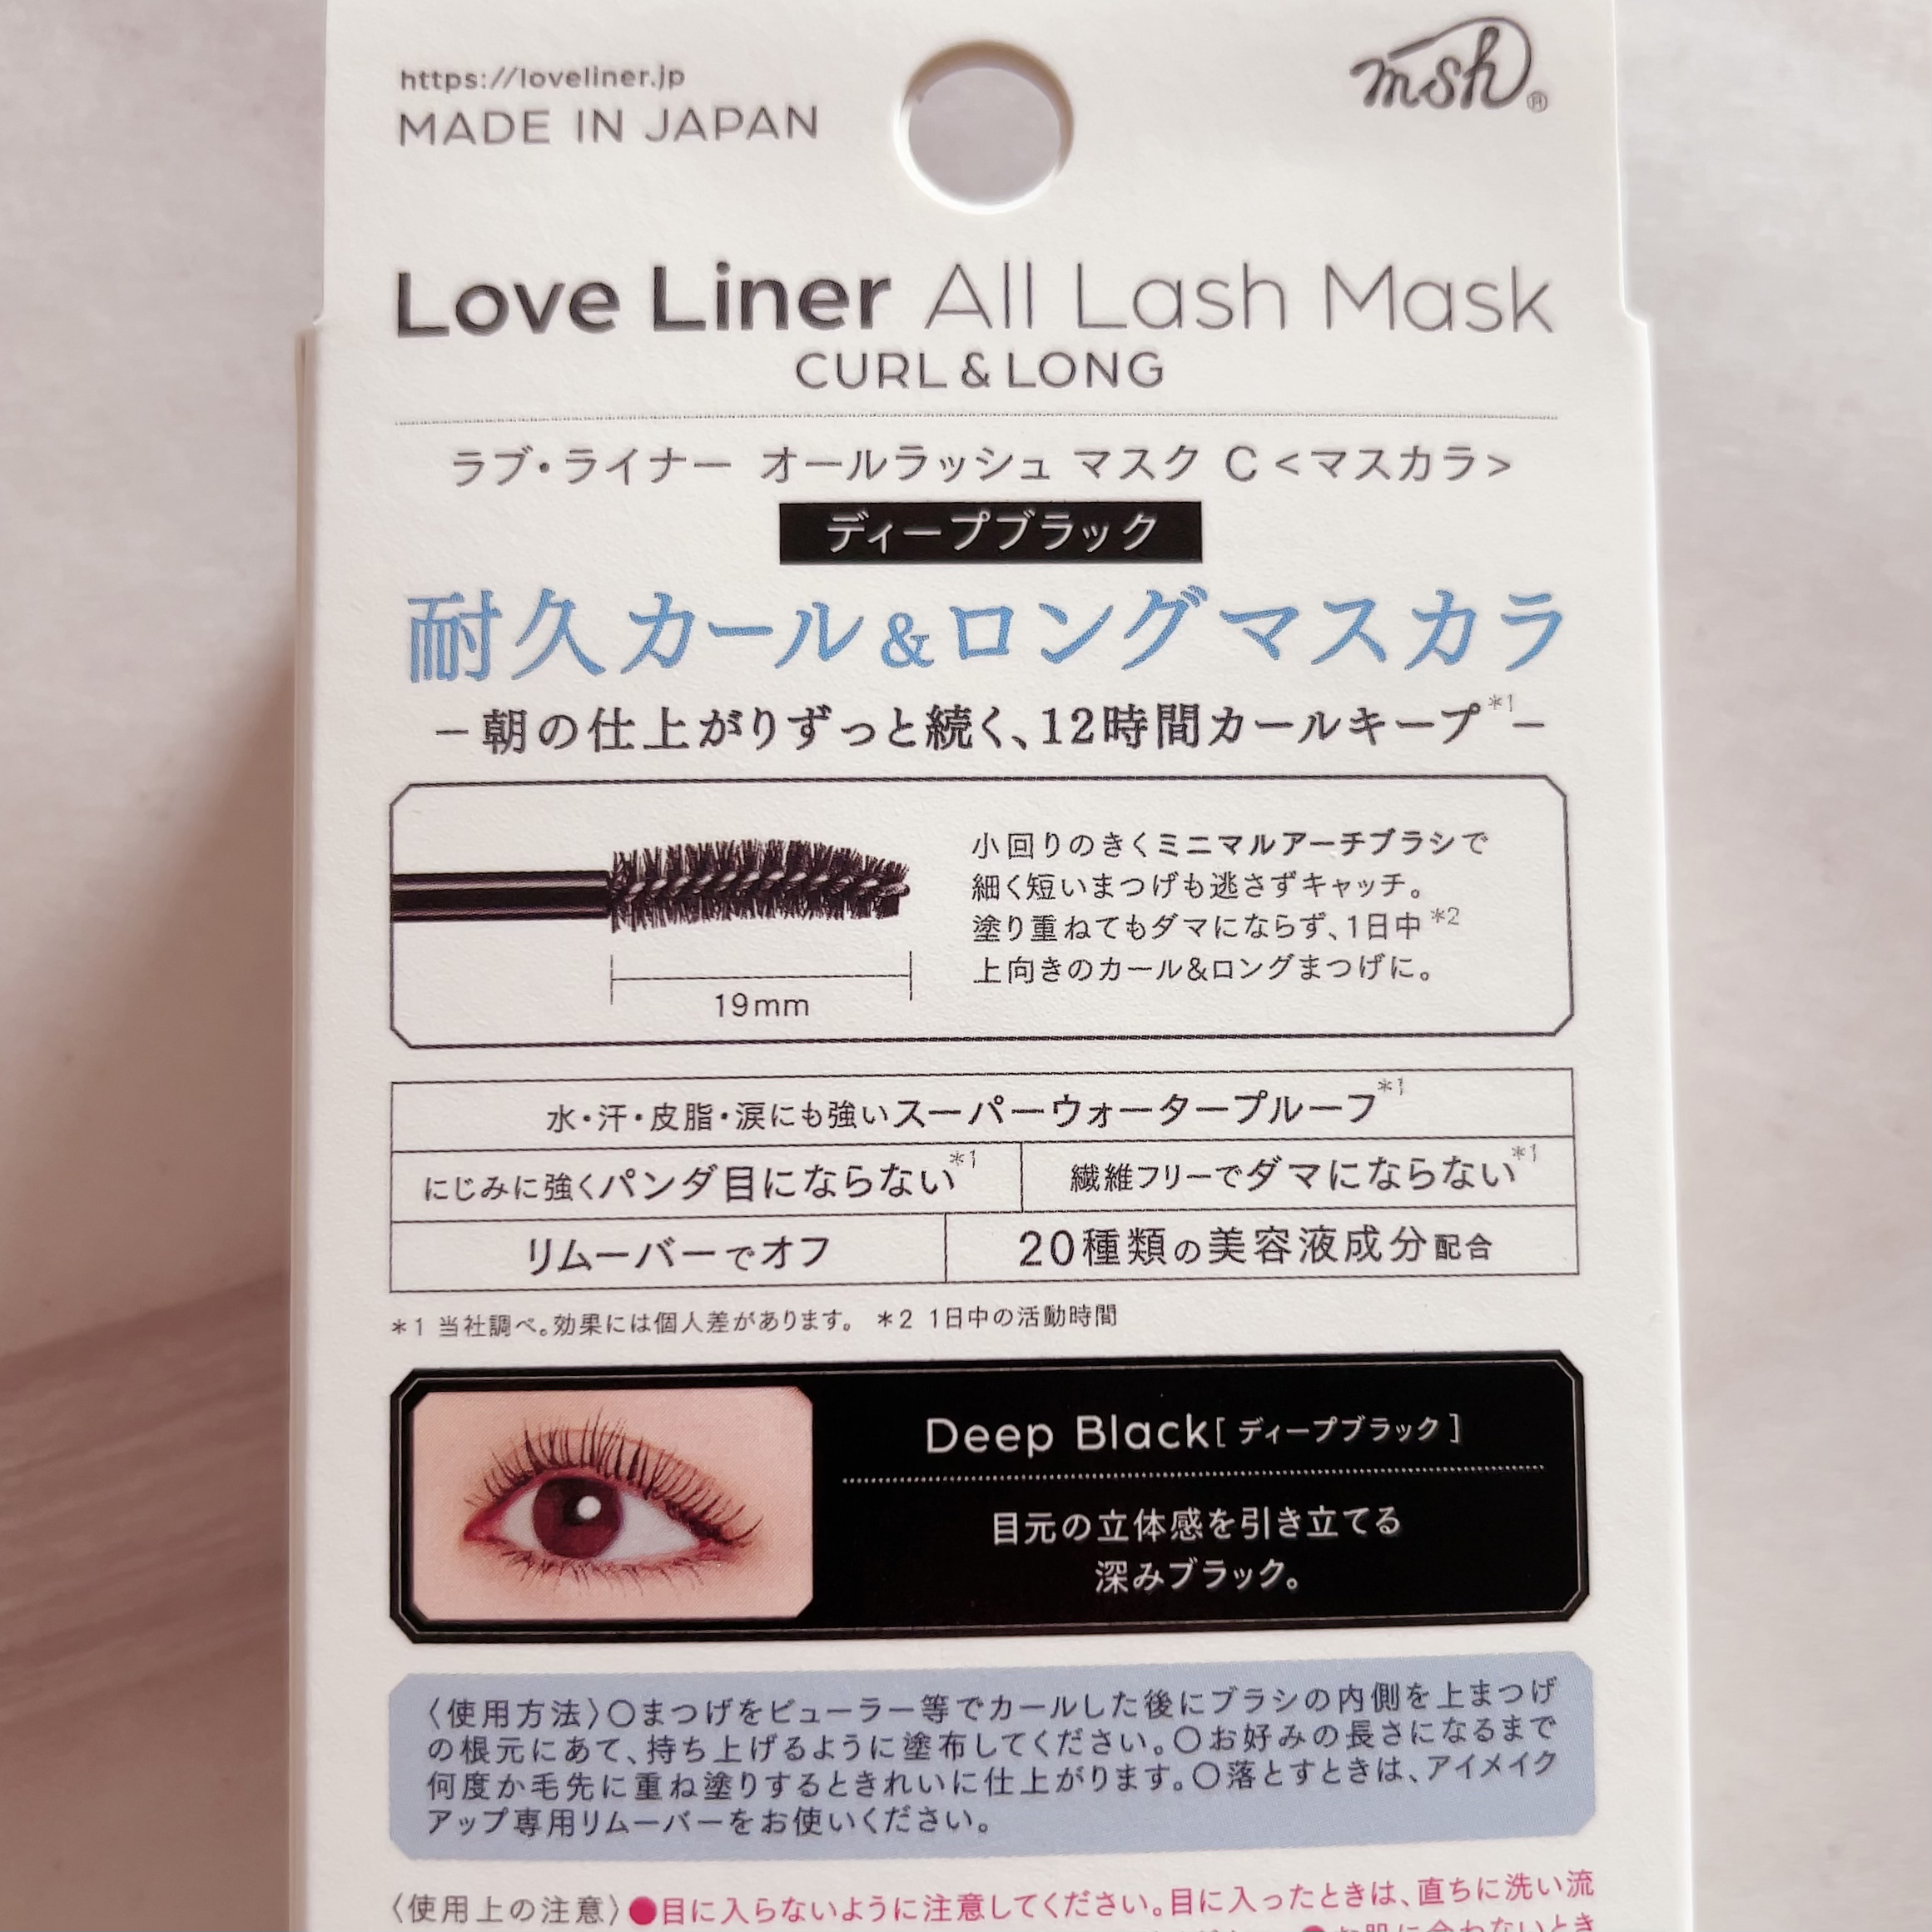 https://loveliner.jp
MADE IN JAPAN
msh®
Love Liner All Lash Mask
CURL & LONG
ラブ・ライナー オールラッシュ マスク C<マスカラ>
ディープブラック
耐久カール&ロングマスカラ
–朝の仕上がりずっと続く、12時間カールキープ*1–
小回りのきくミニマルアーチブラシで
細く短いまつげも逃さずキャッチ。
塗り重ねてもダマにならず、1日中*2
上向きのカール&ロングまつげに。
19mm
水・汗・皮脂・涙にも強いスーパーウォータープルーフ*1
にじみに強くパンダ目にならない*1
繊維フリーでダマにならない*1
リムーバーでオフ
20種類の美容液成分配合
*1 当社調べ。効果には個人差があります。 *2 1日中の活動時間
Deep Black[ディープブラック]
目元の立体感を引き立てる
深みブラック。
〈使用方法〉○まつげをビューラー等でカールした後にブラシの内側を上まつげ
の根元にあて、持ち上げるように塗布してください。○お好みの長さになるまで
何度か毛先に重ね塗りするときれいに仕上がります。○落とすときは、アイメイク
アップ専用リムーバーをお使いください。
〈使用上の注意〉●目に入らないように注意してください。目に入ったときは、直ちに洗い流
●お肌に合わないとき